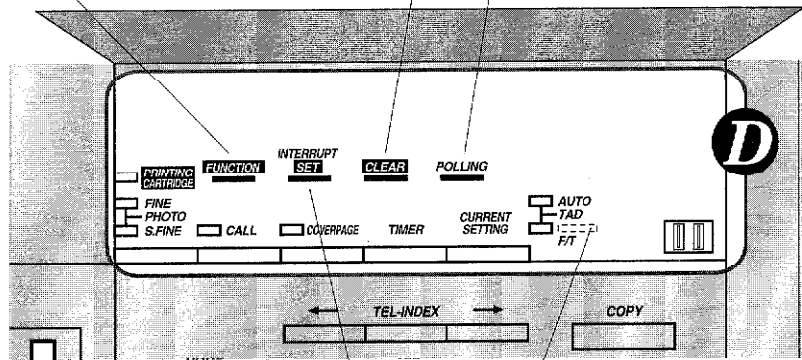 D
INTERRUPT
FUNCTION SET CLEAR POLLING
PRINTING
CARTRIDGE
FINE
PHOTO
S.FINE
CALL
COVERPAGE
TIMER
CURRENT
SETTING
AUTO
TAD
F/T
TEL-INDEX
COPY